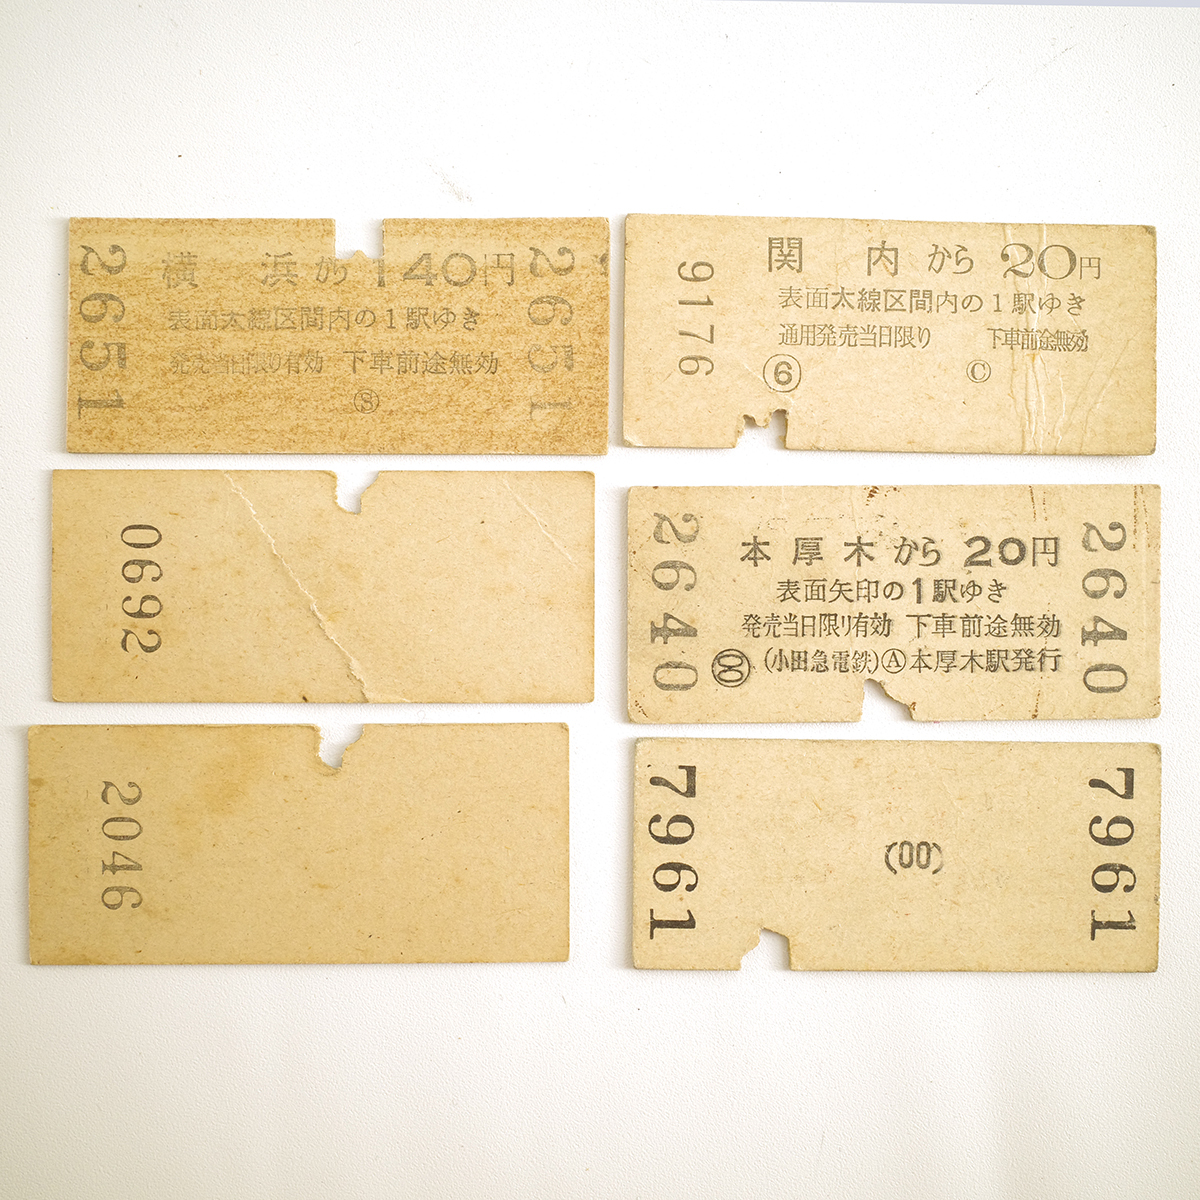 2651
横浜から140円
表面太線区間内の1駅ゆき
発売当日限り有効 下車前途無効
Ⓢ
2651
9176
関内から20円
表面太線区間内の1駅ゆき
通用発売当日限り 下車前途無効
⑥ Ⓒ
0692
2640
本厚木から20円
表面矢印の1駅ゆき
発売当日限り有効 下車前途無効
00 (小田急電鉄)Ⓐ本厚木駅発行
2640
2046
7961
(00)
7961